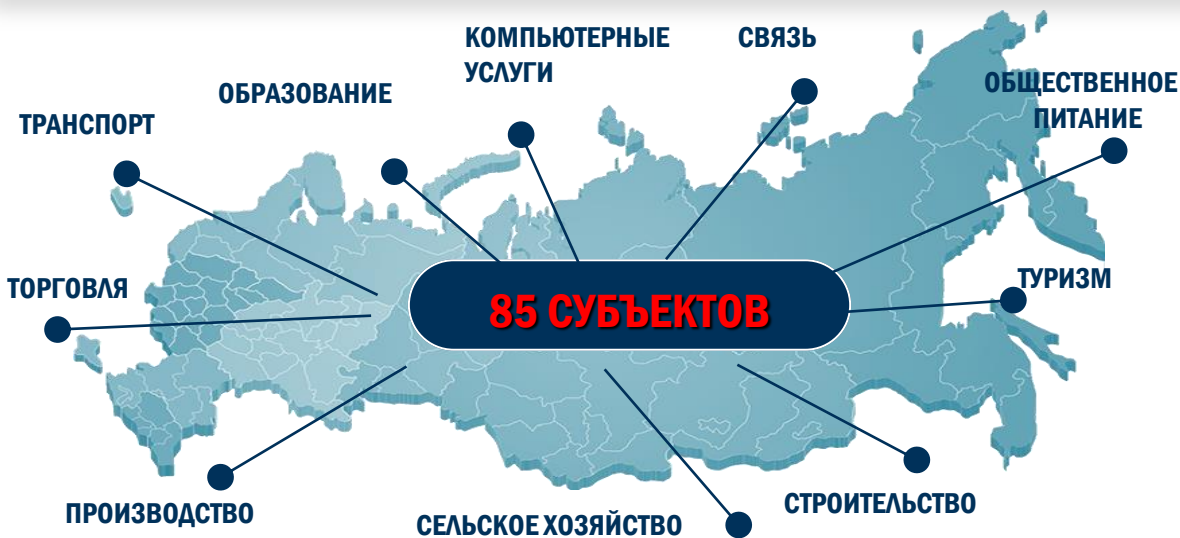 КОМПЬЮТЕРНЫЕ
УСЛУГИ
СВЯЗЬ
ОБРАЗОВАНИЕ
ОБЩЕСТВЕННОЕ
ПИТАНИЕ
ТРАНСПОРТ
ТОРГОВЛЯ
ТУРИЗМ
85 СУБЪЕКТОВ
ПРОИЗВОДСТВО
СЕЛЬСКОЕ ХОЗЯЙСТВО
СТРОИТЕЛЬСТВО